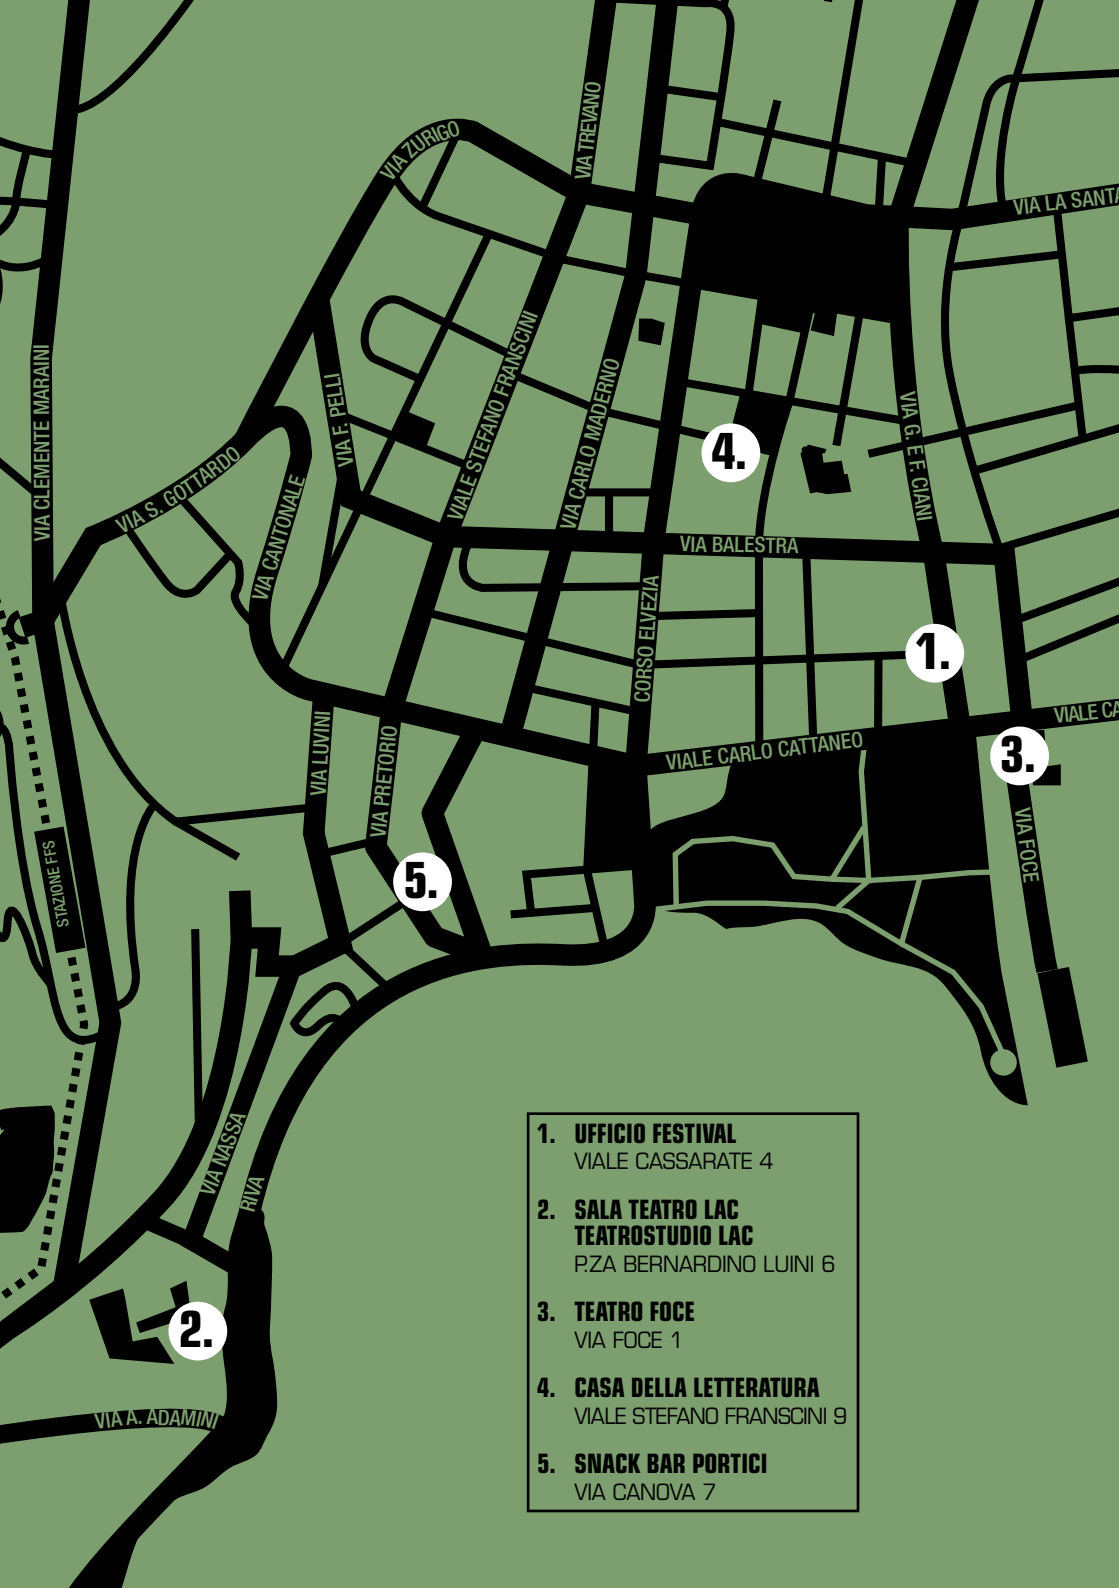 VIA TREVANO
VIA ZURIGO
VIA LA SANTA
VIA CLEMENTE MARAINI
VIALE STEFANO FRANSCINI
VIA F. PELLI
VIA CARLO MADERNO
VIA G. E F. CIANI
4.
VIA S. GOTTARDO
VIA CANTONALE
VIA BALESTRA
CORSO ELVEZIA
1.
VIALE CA
VIALE CARLO CATTANEO
VIA LUVINI
VIA PRETORIO
3.
VIA FOCE
STAZIONE FFS
5.
VIA NASSA
RIVA
2.
VIA A. ADAMINI
1. UFFICIO FESTIVAL
VIALE CASSARATE 4
2. SALA TEATRO LAC
TEATROSTUDIO LAC
P.ZA BERNARDINO LUINI 6
3. TEATRO FOCE
VIA FOCE 1
4. CASA DELLA LETTERATURA
VIALE STEFANO FRANSCINI 9
5. SNACK BAR PORTICI
VIA CANOVA 7